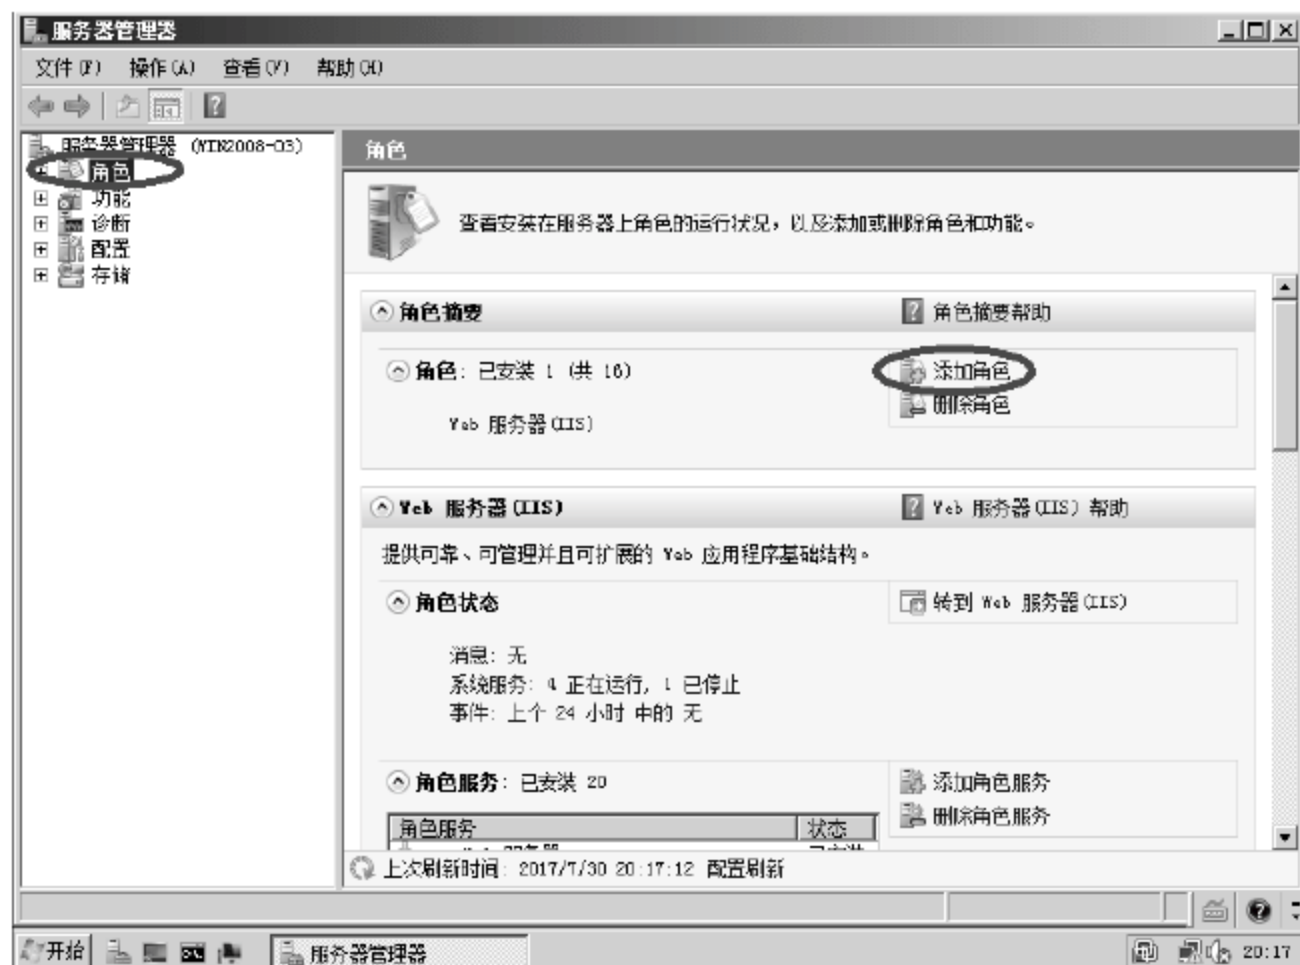 服务器管理器
文件(F) 操作(A) 查看(V) 帮助(H)
服务器管理器 (WIN2008-03)
角色
功能
诊断
配置
存储
角色
查看安装在服务器上角色的运行状况，以及添加或删除角色和功能。
角色摘要
角色摘要帮助
角色: 已安装 1 (共 16)
添加角色
删除角色
Web 服务器(IIS)
Web 服务器(IIS)
Web 服务器(IIS) 帮助
提供可靠、可管理并且可扩展的 Web 应用程序基础结构。
角色状态
转到 Web 服务器(IIS)
消息: 无
系统服务: 4 正在运行, 1 已停止
事件: 上个 24 小时 中的 无
角色服务: 已安装 20
添加角色服务
删除角色服务
角色服务 状态
上次刷新时间: 2017/7/30 20:17:12 配置刷新
开始 服务器管理器 20:17